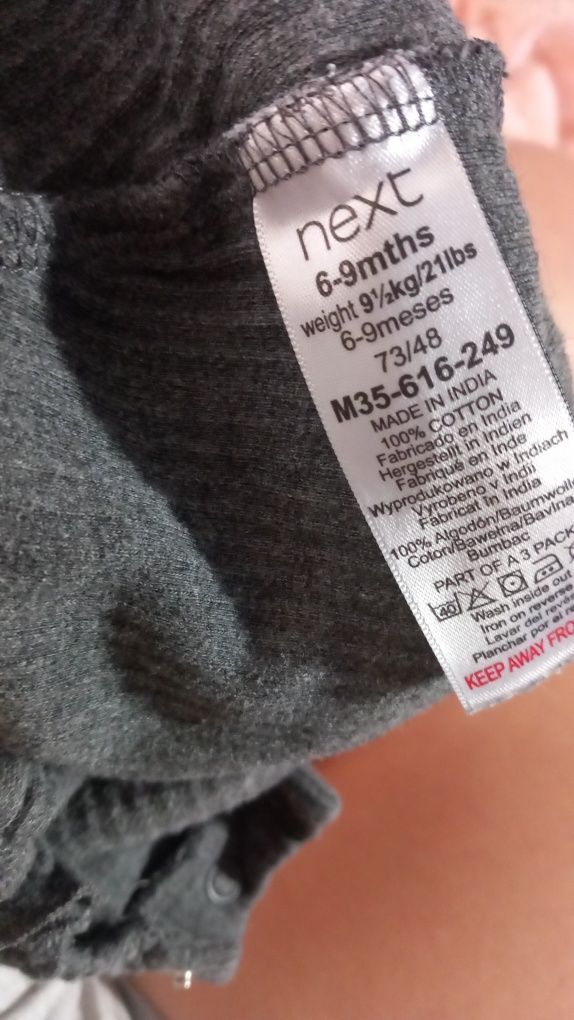 next
6-9mths
weight 9½kg/21lbs
6-9meses
73/48
M35-616-249
MADE IN INDIA
100% COTTON
Fabricado en India
Hergestellt in Indien
Fabriqué en Inde
Wyprodukowano w Indiach
Vyrobeno v Indii
Fabricat în India
100% Algodón/Baumwolle
Coton/Bawełna/Bavlna
Bumbac
PART OF A 3 PACK
40
Wash inside out
Iron on reverse
Lavar del reves
Planchar por el
KEEP AWAY